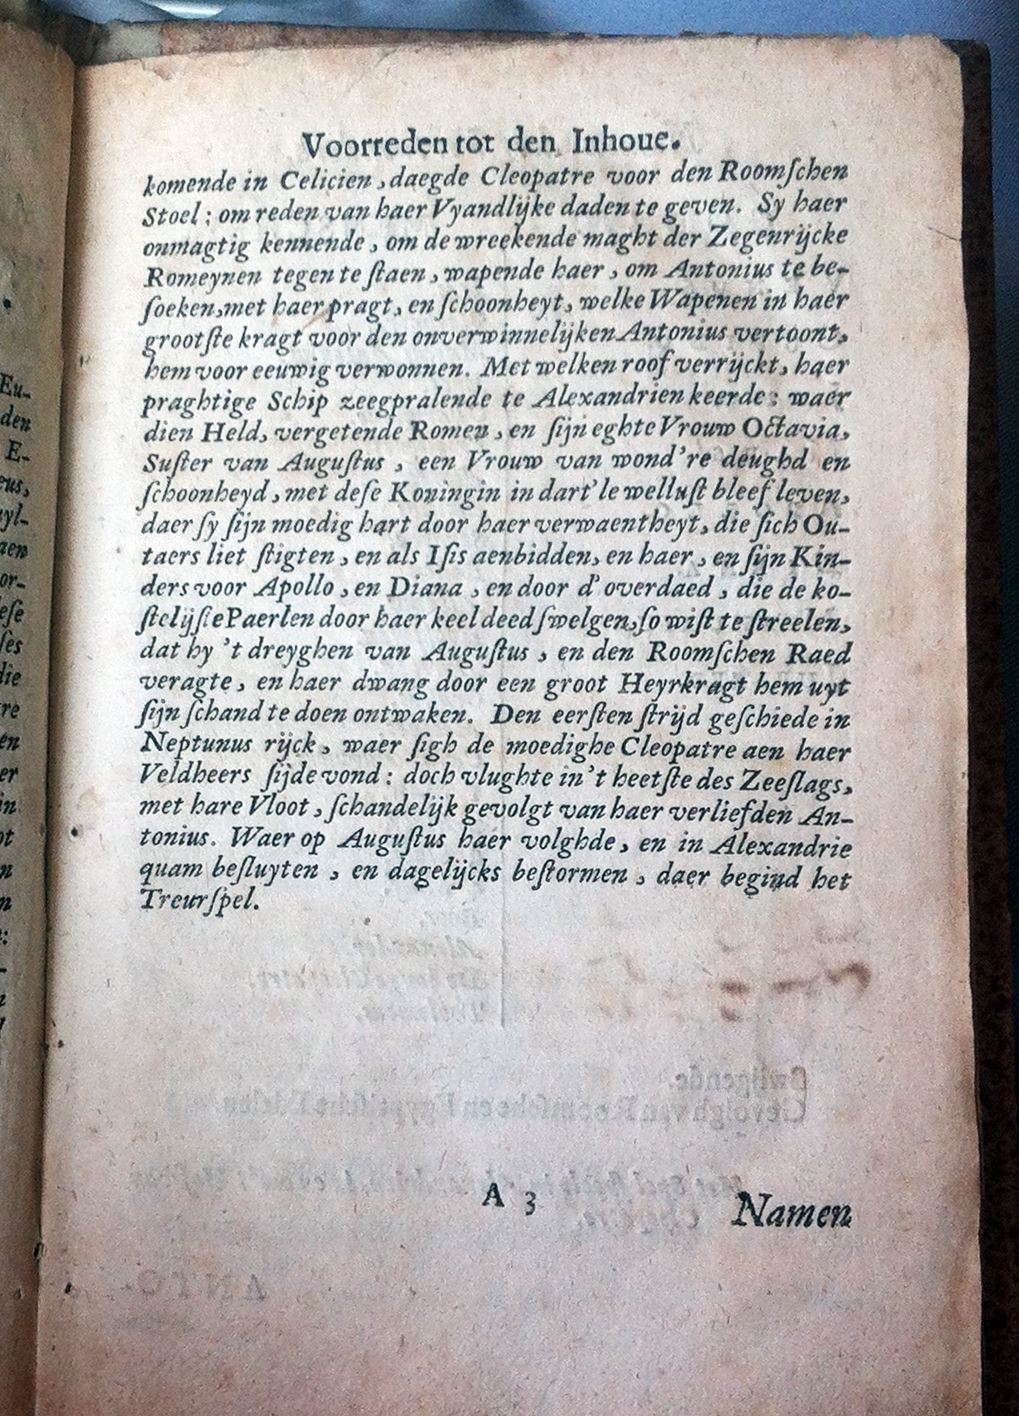 Voorreden tot den Inhoue.
komende in Celicien, daegde Cleopatre voor den Roomſchen
Stoel; om reden van haer Vyandlijke daden te geven. Sy haer
onmagtig kennende, om de wreekende maght der Zegenrijcke
Romeynen tegen te ſtaen, wapende haer, om Antonius te be-
ſoeken, met haer pragt, en ſchoonheyt, welke Wapenen in haer
grootſte kragt voor den onverwinnelijken Antonius vertoont,
hem voor eeuwig verwonnen. Met welken roof verrijckt, haer
praghtige Schip zeegpralende te Alexandrien keerde: waer
dien Held, vergetende Romen, en ſijn eghte Vrouw Octavia,
Suſter van Auguſtus, een Vrouw van wond're deughd en
ſchoonheyd, met deſe Koningin in dart'le welluſt bleef leven,
daer ſy ſijn moedig hart door haer verwaentheyt, die ſich Ou-
taers liet ſtigten, en als Iſis aenbidden, en haer, en ſijn Kin-
ders voor Apollo, en Diana, en door d'overdaed, die de ko-
ſtelijſte Paerlen door haer keel deed ſwelgen, ſo wiſt te ſtreelen,
dat hy 't dreyghen van Auguſtus, en den Roomſchen Raed
veragte, en haer dwang door een groot Heyrkragt hem uyt
ſijn ſchand te doen ontwaken. Den eerſten ſtrijd geſchiede in
Neptunus rijck, waer ſigh de moedighe Cleopatre aen haer
Veldheers ſijde vond: doch vlughte in 't heetſte des Zeeſlags,
met hare Vloot, ſchandelijk gevolgt van haer verliefden An-
tonius. Waer op Auguſtus haer volghde, en in Alexandrie
quam beſluyten, en dagelijcks beſtormen, daer begind het
Treurſpel.
A 3 Namen